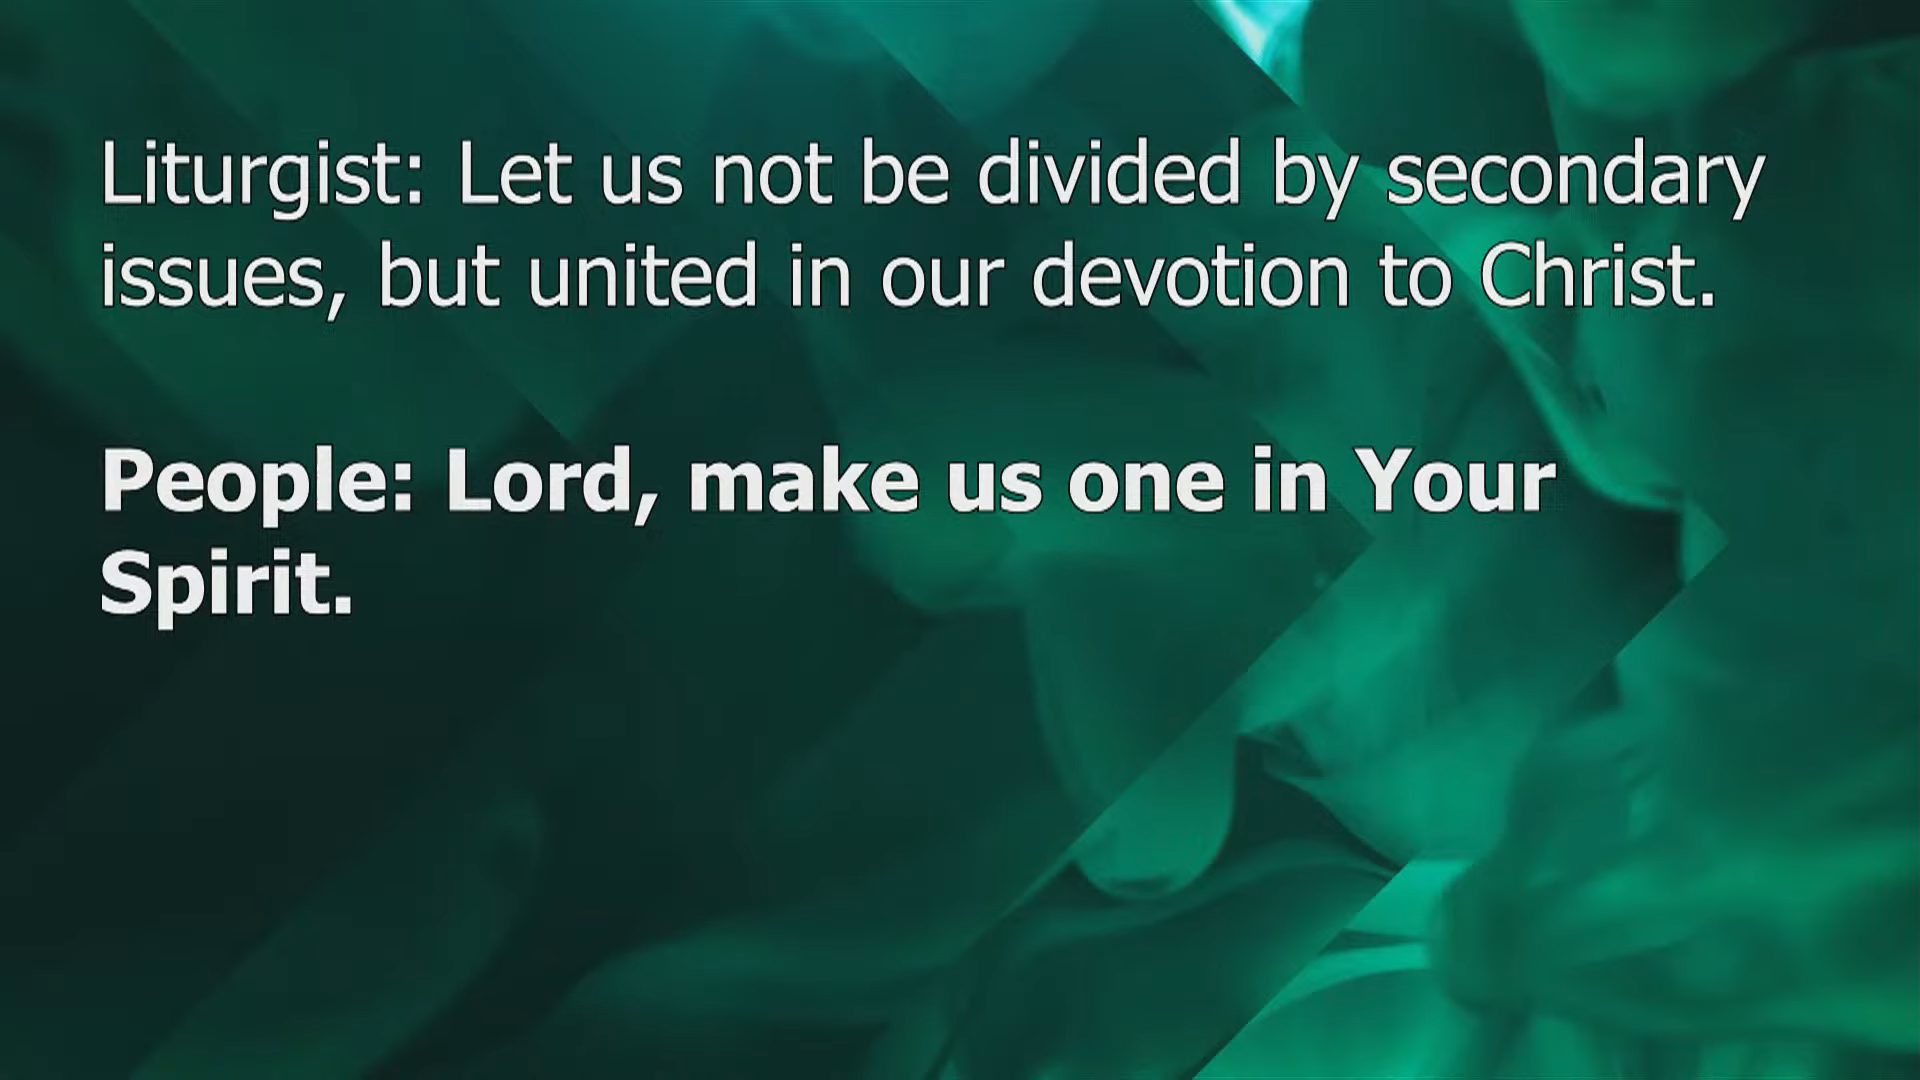 Liturgist: Let us not be divided by secondary
issues, but united in our devotion to Christ.
People: Lord, make us one in Your
Spirit.